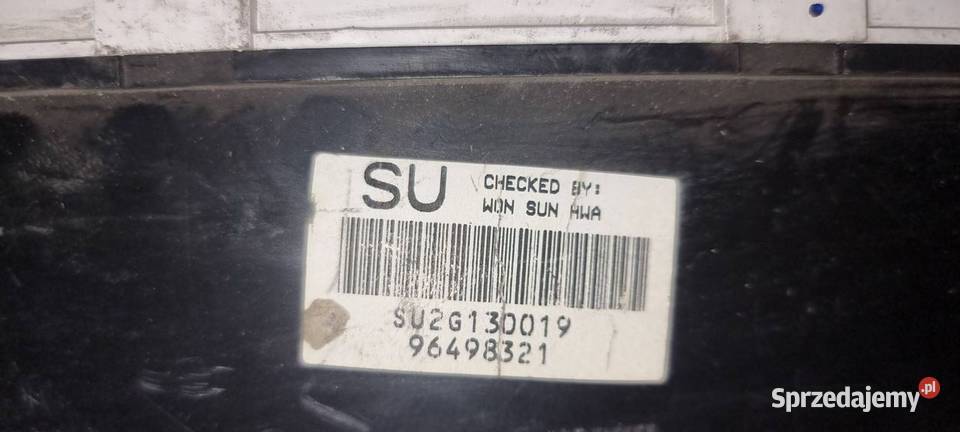 SU
CHECKED BY:
WON SUN HWA
SU2G130019
96498321
Sprzedajemy.pl